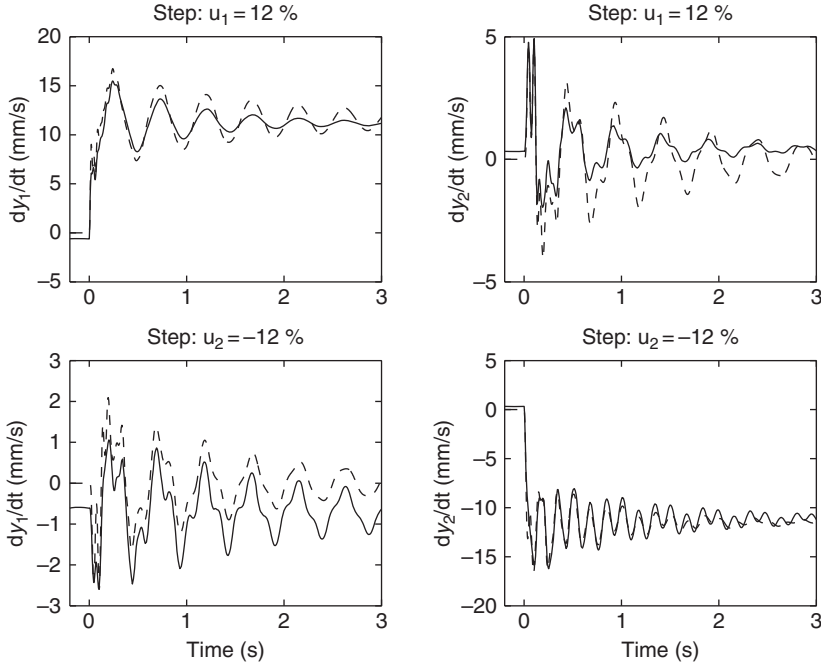 Step: u₁ = 12 %
20
15
10
5
0
−5
dy₁/dt (mm/s)
0 1 2 3
Step: u₁ = 12 %
5
0
−5
dy₂/dt (mm/s)
0 1 2 3
Step: u₂ = −12 %
3
2
1
0
−1
−2
−3
dy₁/dt (mm/s)
0 1 2 3
Time (s)
Step: u₂ = −12 %
5
0
−5
−10
−15
−20
dy₂/dt (mm/s)
0 1 2 3
Time (s)